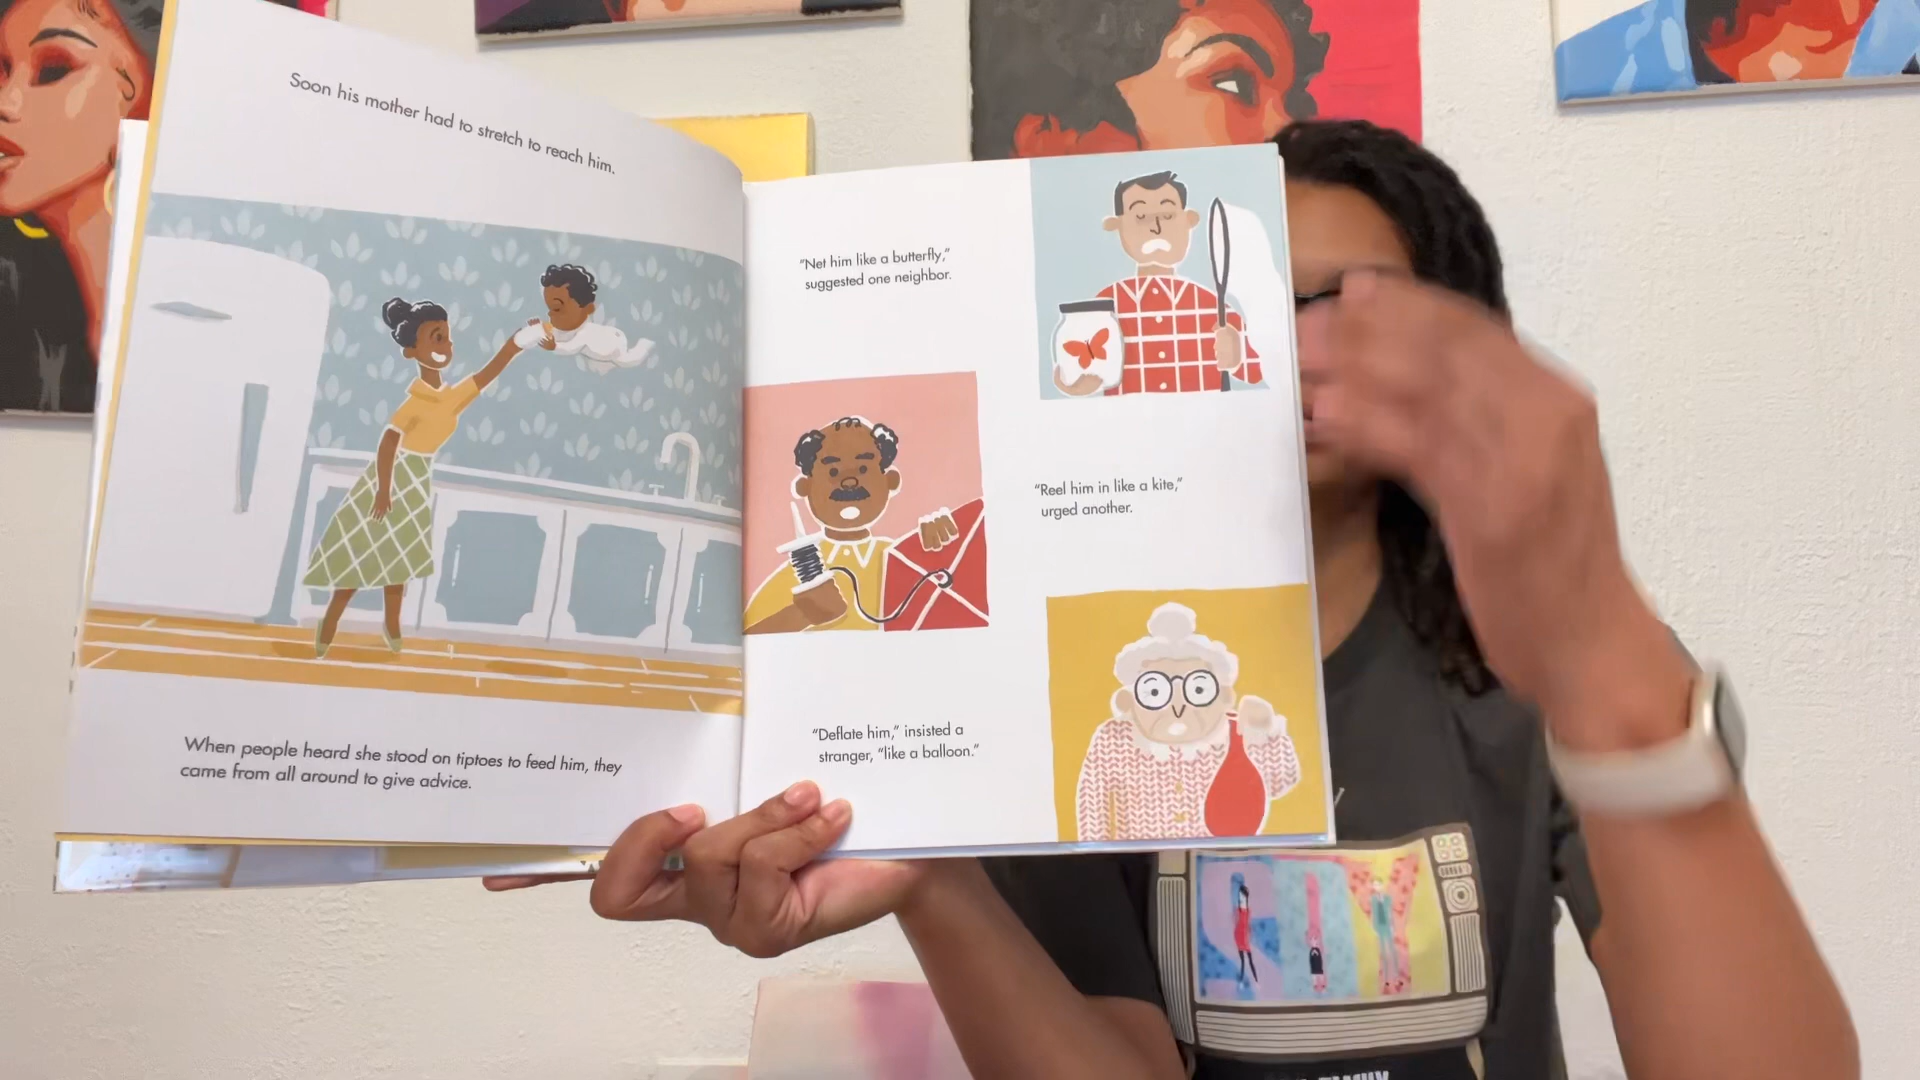 Soon his mother had to stretch to reach him.
When people heard she stood on tiptoes to feed him, they
came from all around to give advice.
"Net him like a butterfly,"
suggested one neighbor.
"Reel him in like a kite,"
urged another.
"Deflate him," insisted a
stranger, "like a balloon."